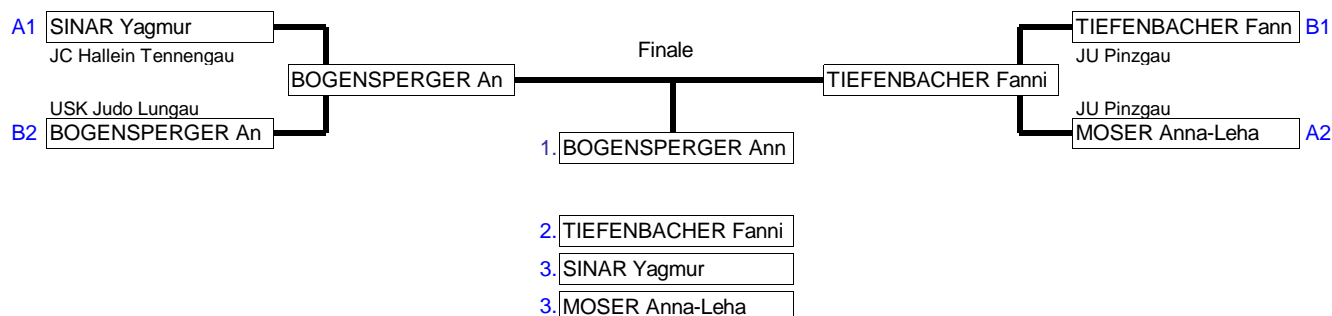 A1 SINAR Yagmur
JC Hallein Tennengau
BOGENSPERGER An
USK Judo Lungau
B2 BOGENSPERGER An
Finale
TIEFENBACHER Fann B1
JU Pinzgau
TIEFENBACHER Fanni
JU Pinzgau
MOSER Anna-Leha A2
1. BOGENSPERGER Ann
2. TIEFENBACHER Fanni
3. SINAR Yagmur
3. MOSER Anna-Leha